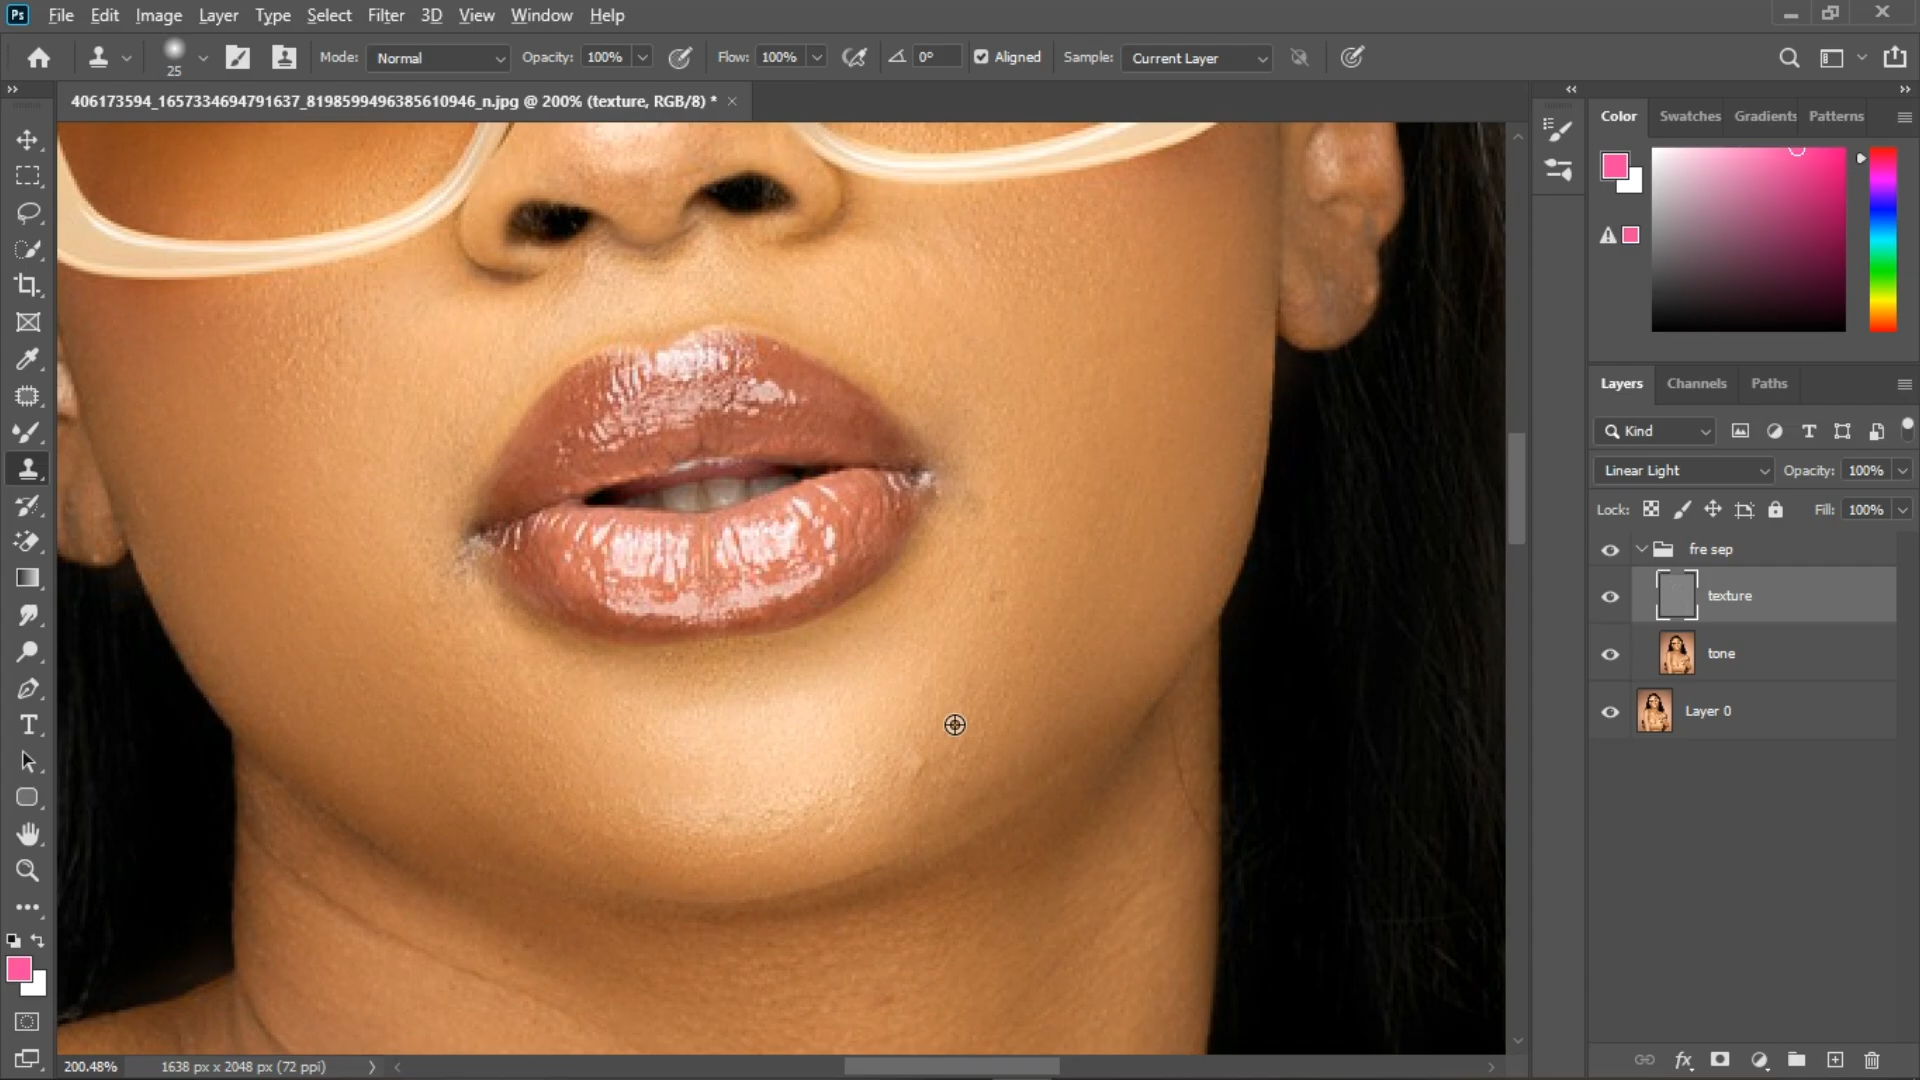 Ps File Edit Image Layer Type Select Filter 3D View Window Help
25 Mode: Normal Opacity: 100% Flow: 100% 0° Aligned Sample: Current Layer
406173594_1657334694791637_8198599496385610946_n.jpg @ 200% (texture, RGB/8) *
Color Swatches Gradients Patterns
Layers Channels Paths
Kind
Linear Light Opacity: 100%
Lock: Fill: 100%
fre sep
texture
tone
Layer 0
200.48% 1638 px x 2048 px (72 ppi)